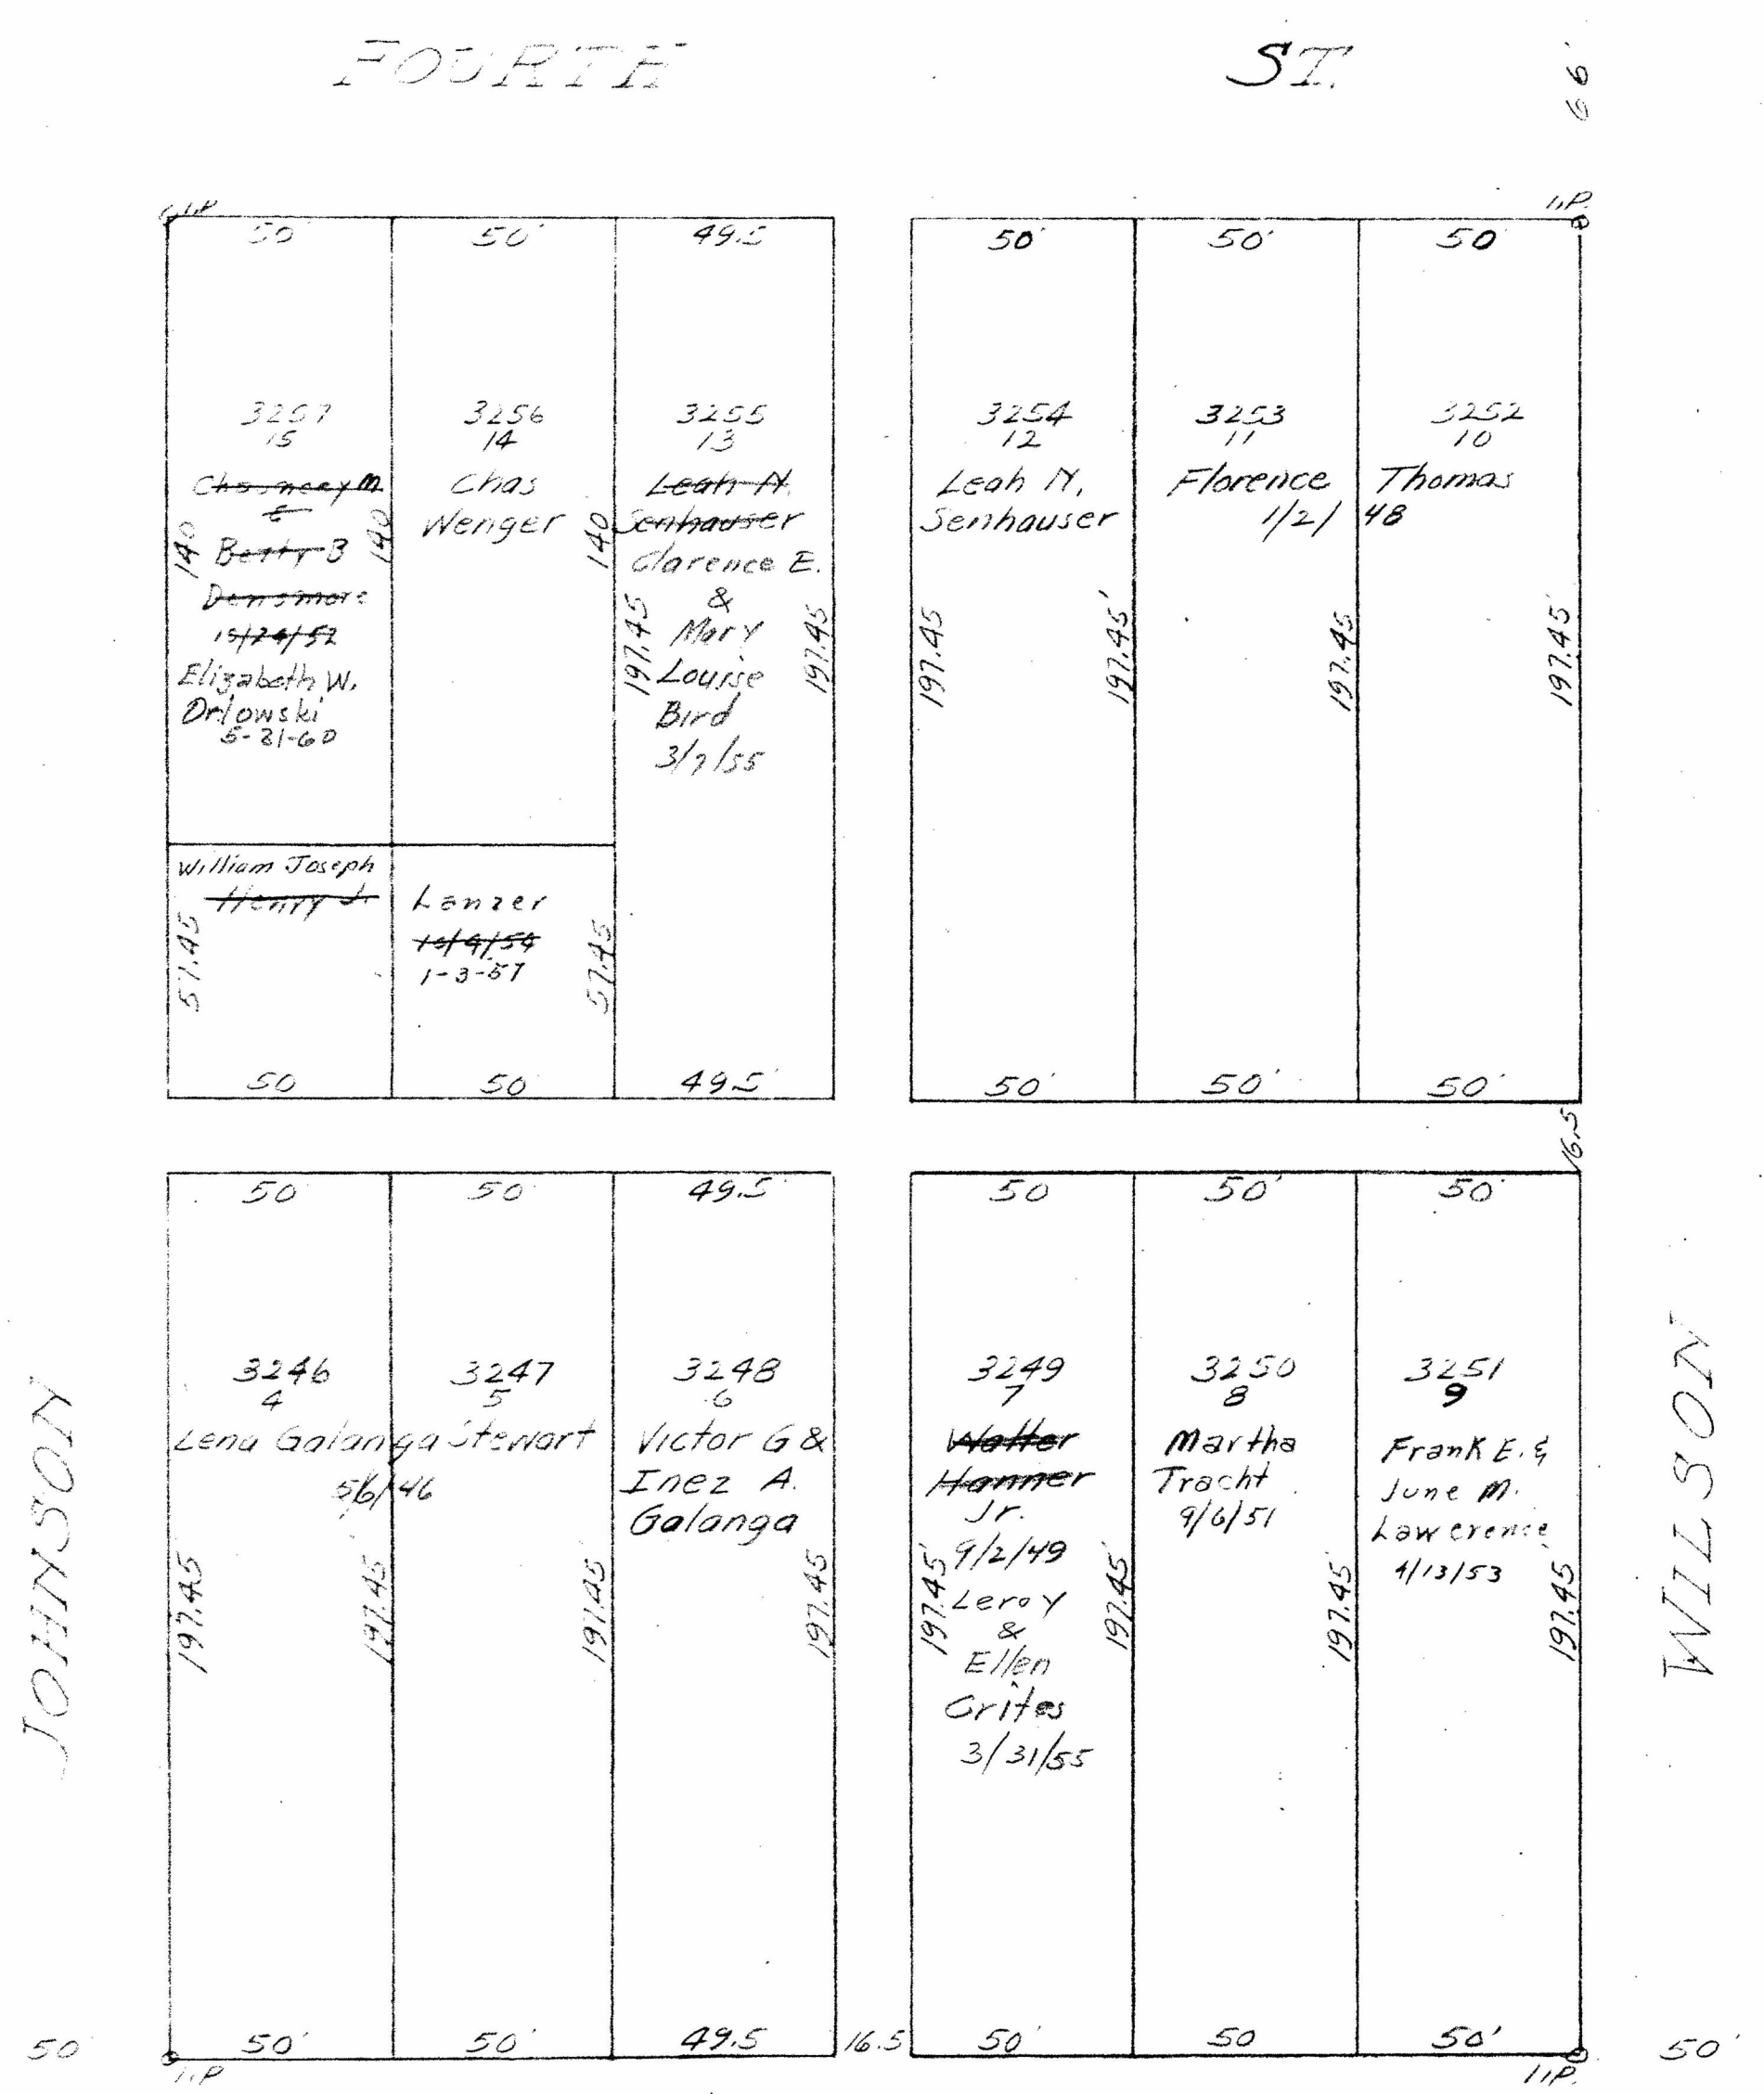 FOURTH ST.
66'
I.P.
I.P.
50
50'
49.5
50'
50'
50
3257
15
Chauncey M
&
Betty B
Densmore
Elizabeth W.
Orlowski
5-31-60
140
140
3256
14
Chas
Wenger
140
3255
13
Leah N.
Senhauser
Clarence E.
&
Mary
Louise
Bird
3/7/55
197.45
197.45
3254
12
Leah N.
Senhauser
197.45
197.45'
3253
11
3252
10
Florence Thomas
1/2/48
197.45
197.45'
William Joseph
Henry J. Lanzer
1-3-57
57.45
57.45
50
50'
49.5'
50'
50'
50'
16.5
50
50
49.5'
50
50'
50'
JOHNSON
3246
4
3247
5
Lena Galanga Stewart
5/6/46
197.45
197.45
197.45
3248
6
Victor G &
Inez A.
Galanga
197.45
3249
7
Walter
Hanner
Jr.
9/2/49
Leroy
&
Ellen
Crites
3/31/55
197.45'
197.45'
3250
8
Martha
Tracht
9/6/51
197.45'
3251
9
Frank E. &
June M.
Lawerence
4/13/53
197.45'
WILSON
50'
50'
50'
49.5
16.5
50'
50
50'
50'
I.P.
I.P.